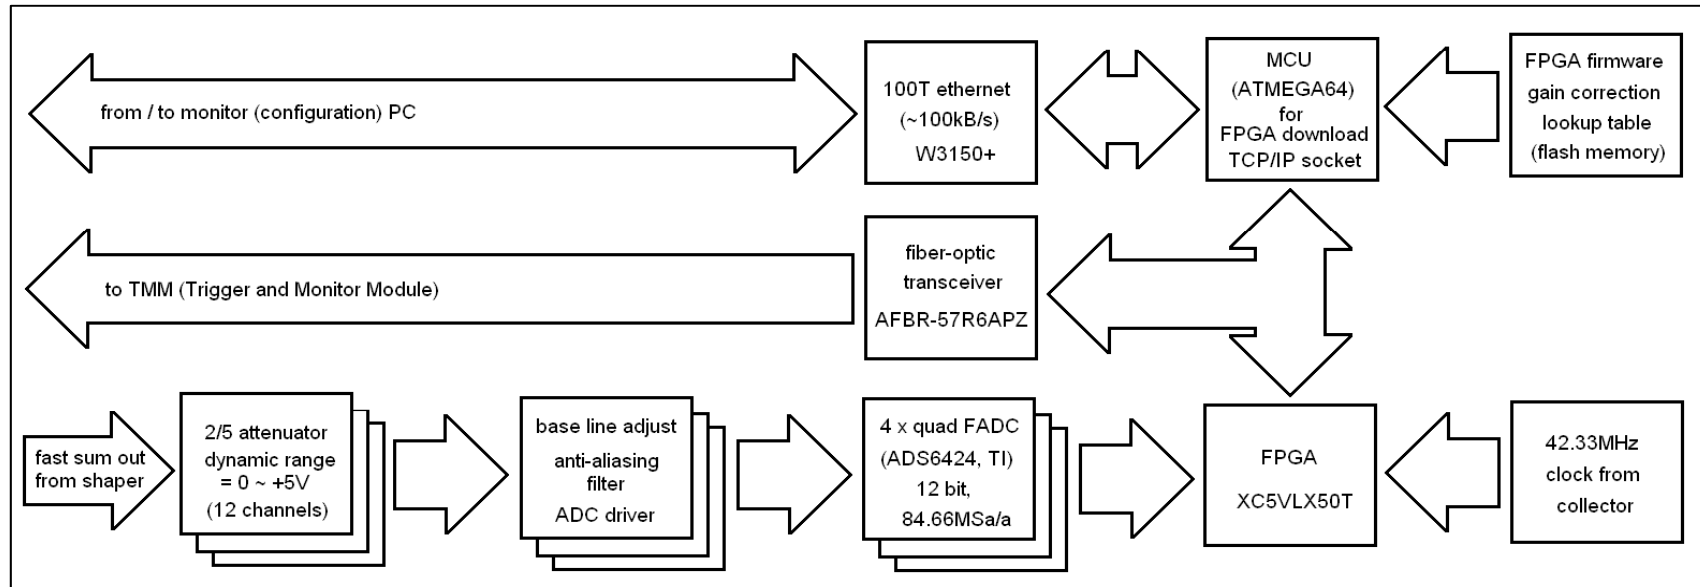 from / to monitor (configuration) PC
100T ethernet
(~100kB/s)
W3150+
MCU
(ATMEGA64)
for
FPGA download
TCP/IP socket
FPGA firmware
gain correction
lookup table
(flash memory)
to TMM (Trigger and Monitor Module)
fiber-optic
transceiver
AFBR-57R6APZ
fast sum out
from shaper
2/5 attenuator
dynamic range
= 0 ~ +5V
(12 channels)
base line adjust
anti-aliasing
filter
ADC driver
4 x quad FADC
(ADS6424, TI)
12 bit,
84.66MSa/a
FPGA
XC5VLX50T
42.33MHz
clock from
collector